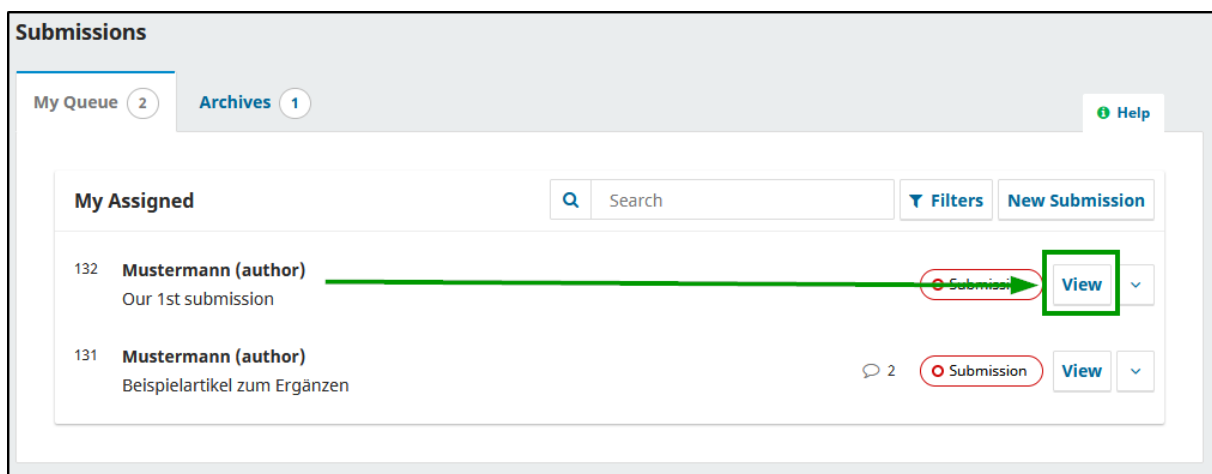 Submissions
My Queue 2 Archives 1
Help
My Assigned Search Filters New Submission
132 Mustermann (author)
Our 1st submission Submission View
131 Mustermann (author)
Beispielartikel zum Ergänzen 2 Submission View